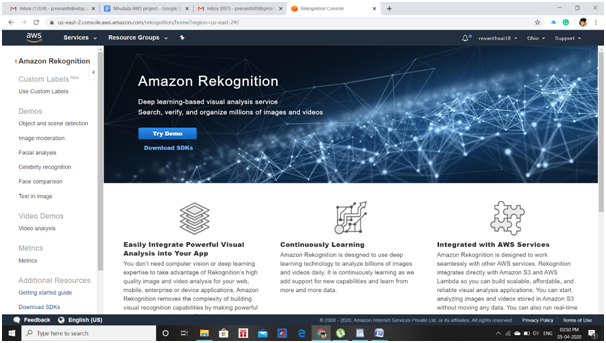 Inbox (1,024) - p.revanth@vitap.
Misulala AWS project - Google D
Inbox (807) - p.revanth99@gmai
Rekognition Console
us-east-2.console.aws.amazon.com/rekognition/home?region=us-east-2#/
aws
Services
Resource Groups
revanthsai18
Ohio
Support
Amazon Rekognition
Custom Labels New
Use Custom Labels
Demos
Object and scene detection
Image moderation
Facial analysis
Celebrity recognition
Face comparison
Text in image
Video Demos
Video analysis
Metrics
Metrics
Additional Resources
Getting started guide
Download SDKs
Amazon Rekognition
Deep learning-based visual analysis service
Search, verify, and organize millions of images and videos
Try Demo
Download SDKs
Easily Integrate Powerful Visual
Analysis into Your App
You don't need computer vision or deep learning
expertise to take advantage of Rekognition's high
quality image and video analysis for your web,
mobile, enterprise or device applications. Amazon
Rekognition removes the complexity of building
visual recognition capabilities by making powerful
Continuously Learning
Amazon Rekognition is designed to use deep
learning technology to analyze billions of images
and videos daily. It is continuously learning as we
add support for new capabilities and learn from
more and more data.
Integrated with AWS Services
Amazon Rekognition is designed to work
seamlessly with other AWS services. Rekognition
integrates directly with Amazon S3 and AWS
Lambda so you can build scalable, affordable, and
reliable visual analysis applications. You can start
analyzing images and videos stored in Amazon S3
without moving any data. You can also run real-time
Feedback
English (US)
© 2008 - 2020, Amazon Internet Services Private Ltd. or its affiliates. All rights reserved.
Privacy Policy
Terms of Use
Type here to search
ENG
03:50 PM
05-04-2020